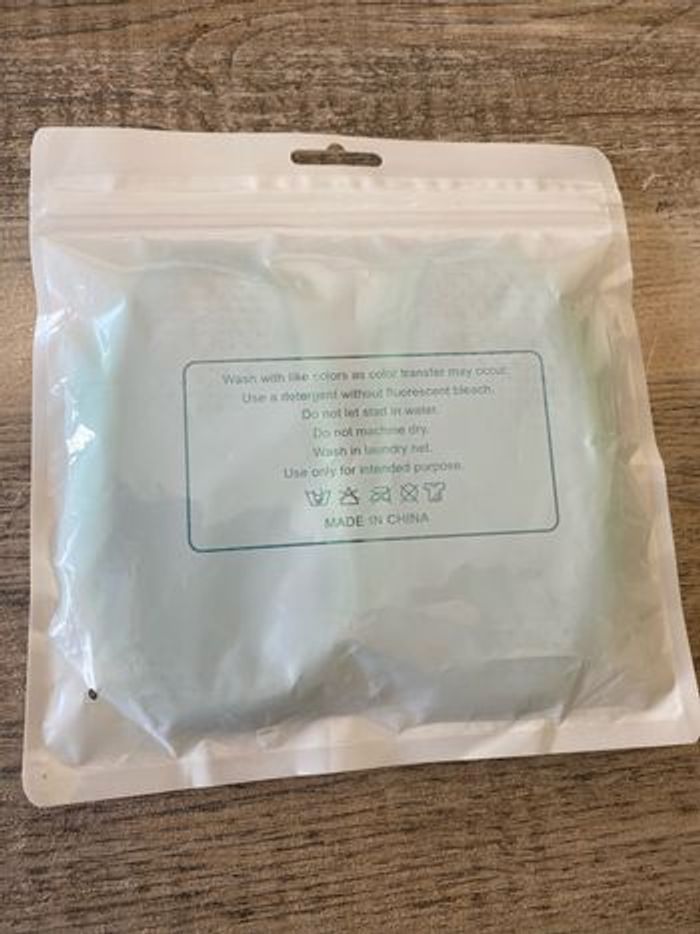 Wash with like colors as color transfer may occur.
Use a detergent without fluorescent bleach.
Do not let stad in water.
Do not machine dry.
Wash in laundry net.
Use only for intended purpose.
MADE IN CHINA